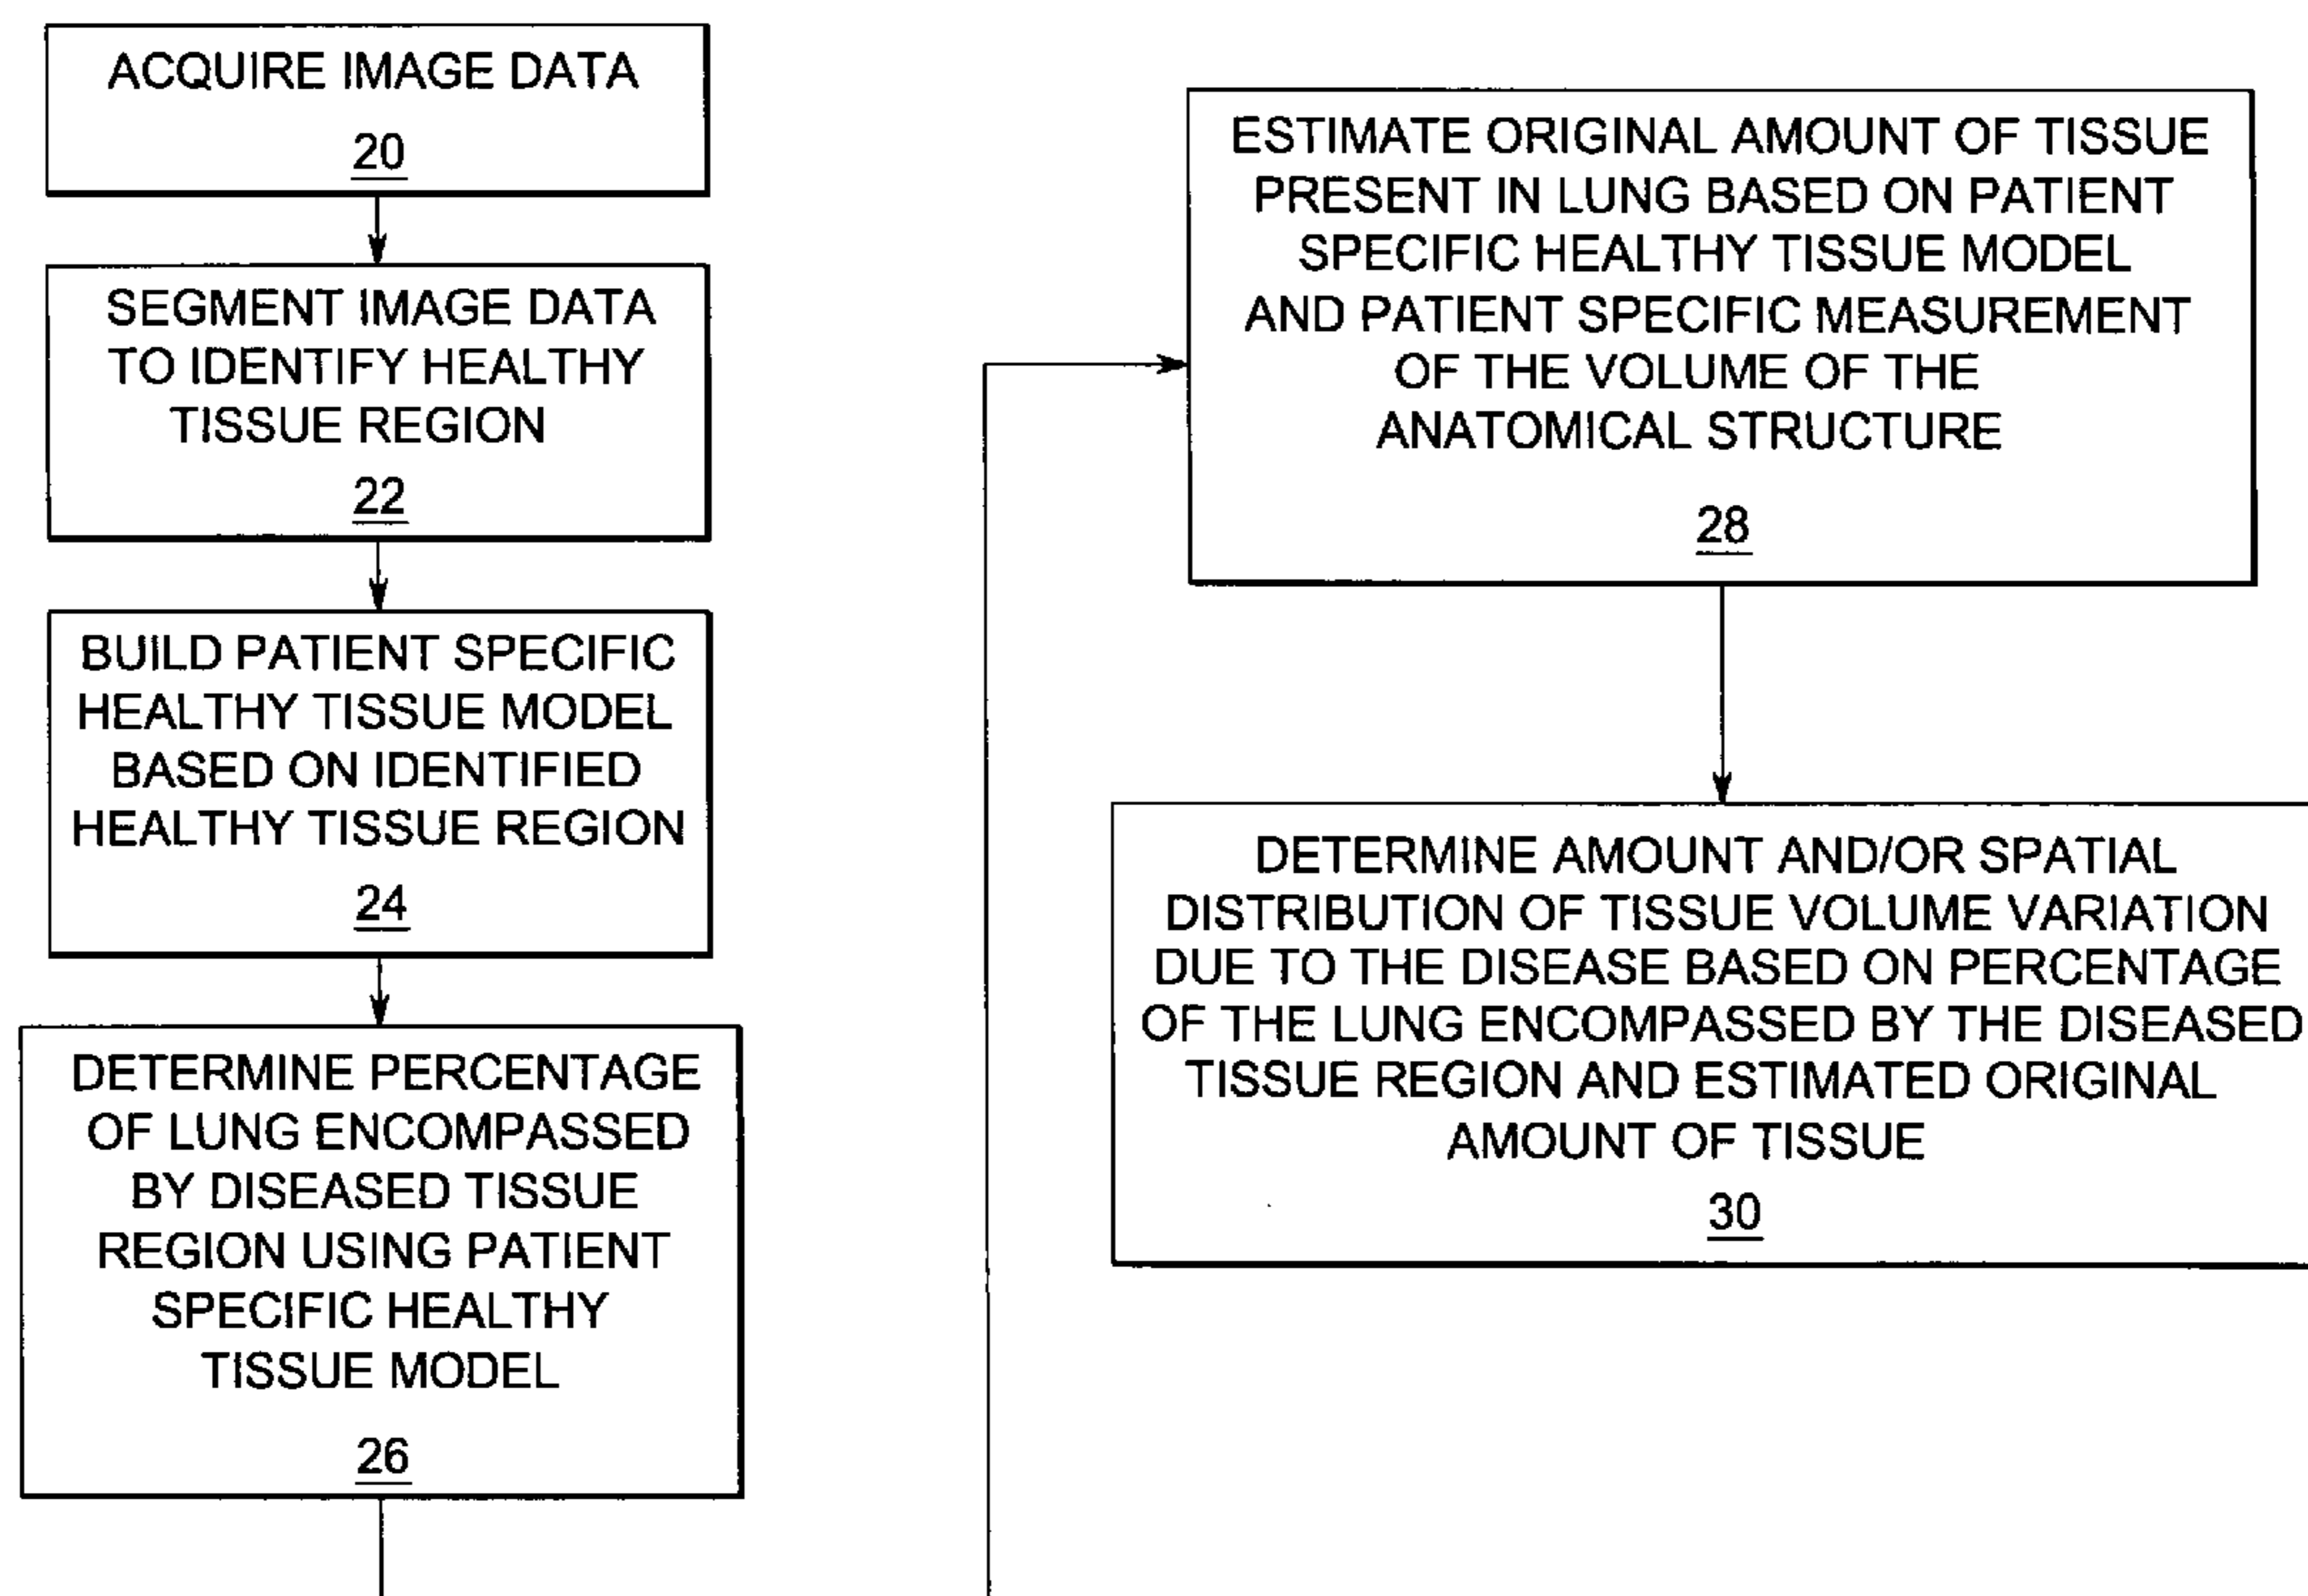 ACQUIRE IMAGE DATA
20
SEGMENT IMAGE DATA
TO IDENTIFY HEALTHY
TISSUE REGION
22
BUILD PATIENT SPECIFIC
HEALTHY TISSUE MODEL
BASED ON IDENTIFIED
HEALTHY TISSUE REGION
24
DETERMINE PERCENTAGE
OF LUNG ENCOMPASSED
BY DISEASED TISSUE
REGION USING PATIENT
SPECIFIC HEALTHY
TISSUE MODEL
26
ESTIMATE ORIGINAL AMOUNT OF TISSUE
PRESENT IN LUNG BASED ON PATIENT
SPECIFIC HEALTHY TISSUE MODEL
AND PATIENT SPECIFIC MEASUREMENT
OF THE VOLUME OF THE
ANATOMICAL STRUCTURE
28
DETERMINE AMOUNT AND/OR SPATIAL
DISTRIBUTION OF TISSUE VOLUME VARIATION
DUE TO THE DISEASE BASED ON PERCENTAGE
OF THE LUNG ENCOMPASSED BY THE DISEASED
TISSUE REGION AND ESTIMATED ORIGINAL
AMOUNT OF TISSUE
30